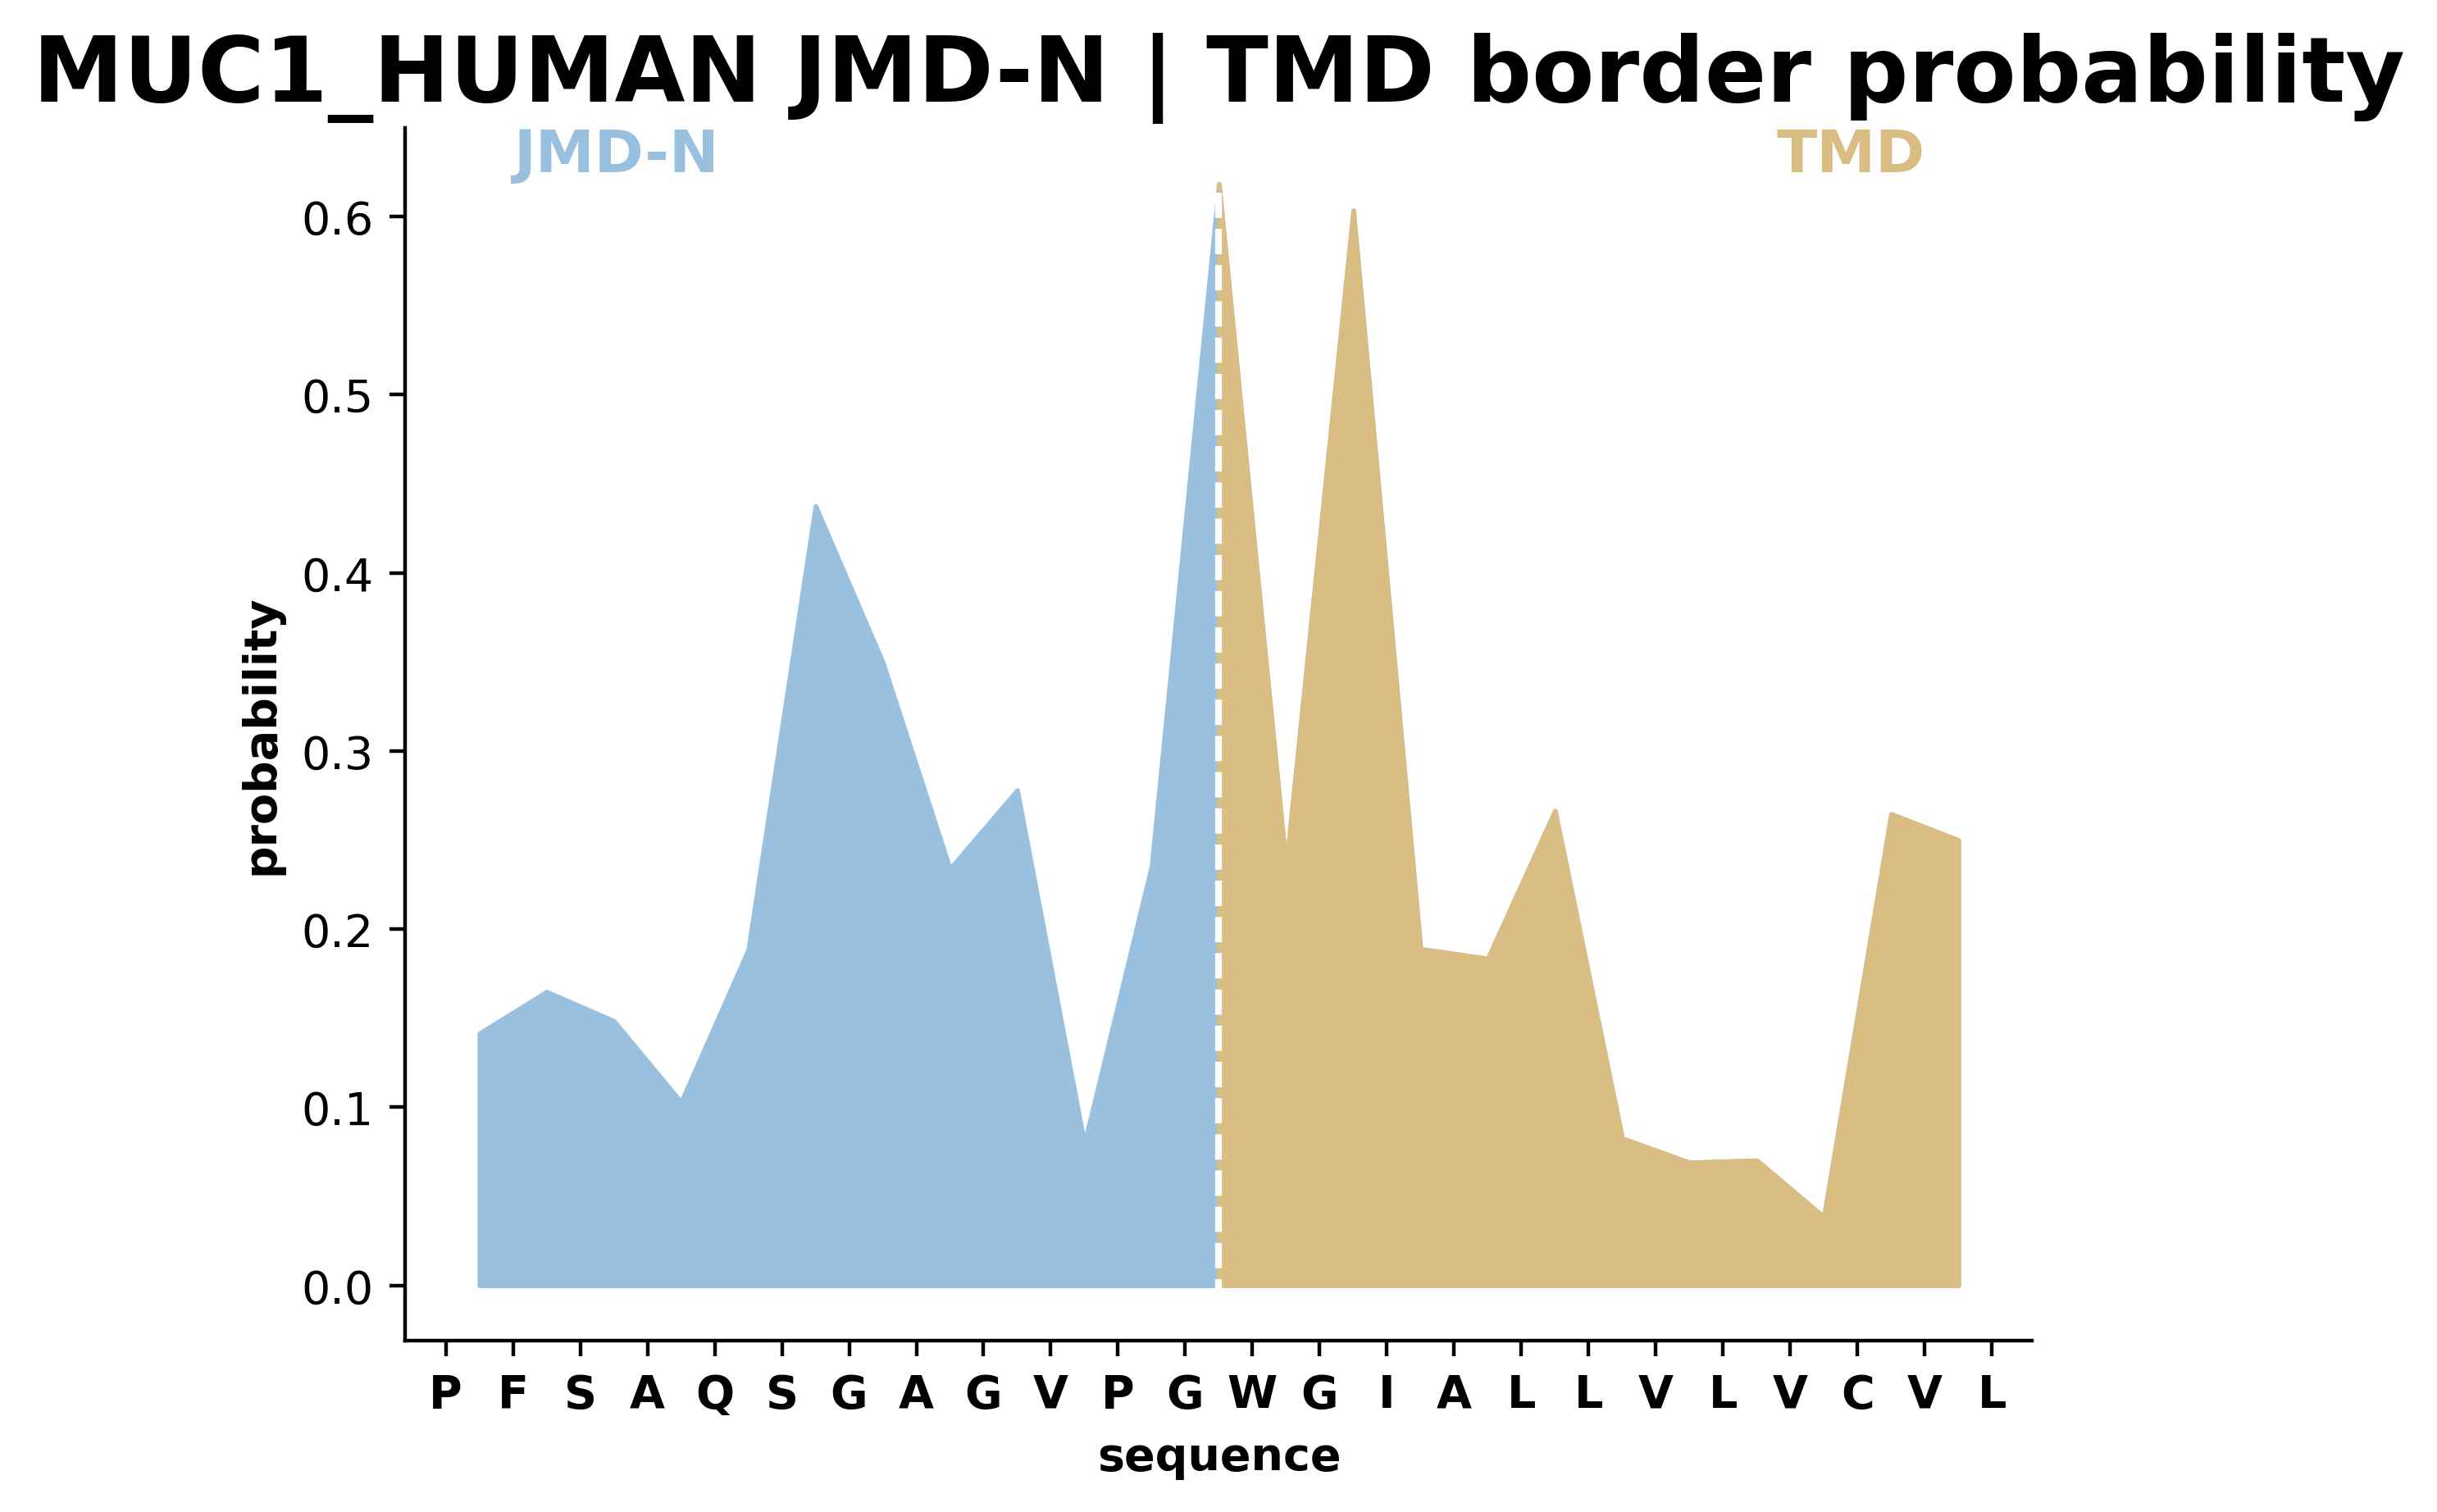 MUC1_HUMAN JMD-N | TMD border probability
JMD-N TMD
0.6
0.5
0.4
0.3
0.2
0.1
0.0
probability
P F S A Q S G A G V P G W G I A L L V L V C V L
sequence